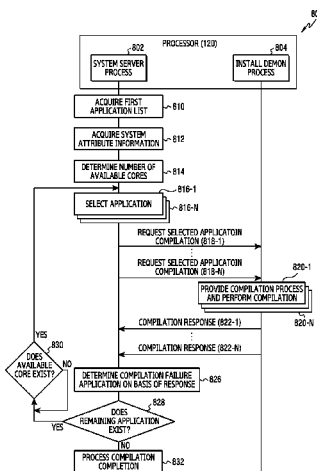 80
PROCESSOR (120)
802
804
SYSTEM SERVER
PROCESS
INSTALL DEMON
PROCESS
ACQUIRE FIRST
APPLICATION LIST
810
ACQUIRE SYSTEM
ATTRIBUTE INFORMATION
812
DETERMINE NUMBER OF
AVAILABLE CORES
814
816-1
SELECT APPLICATION
816-N
REQUEST SELECTED APPLICATOIN
COMPILATION (818-1)
REQUEST SELECTED APPLICATOIN
COMPILATION (818-N)
820-1
PROVIDE COMPILATION PROCESS
AND PERFORM COMPILATION
820-N
COMPILATION RESPONSE (822-1)
COMPILATION RESPONSE (822-N)
YES
830
DOES
AVAILABLE
CORE EXIST?
NO
DETERMINE COMPILATION FAILURE
APPLICATION ON BASIS OF RESPONSE
826
828
DOES
REMAINING APPLICATION
EXIST?
YES
NO
PROCESS COMPILATION
COMPLETION
832